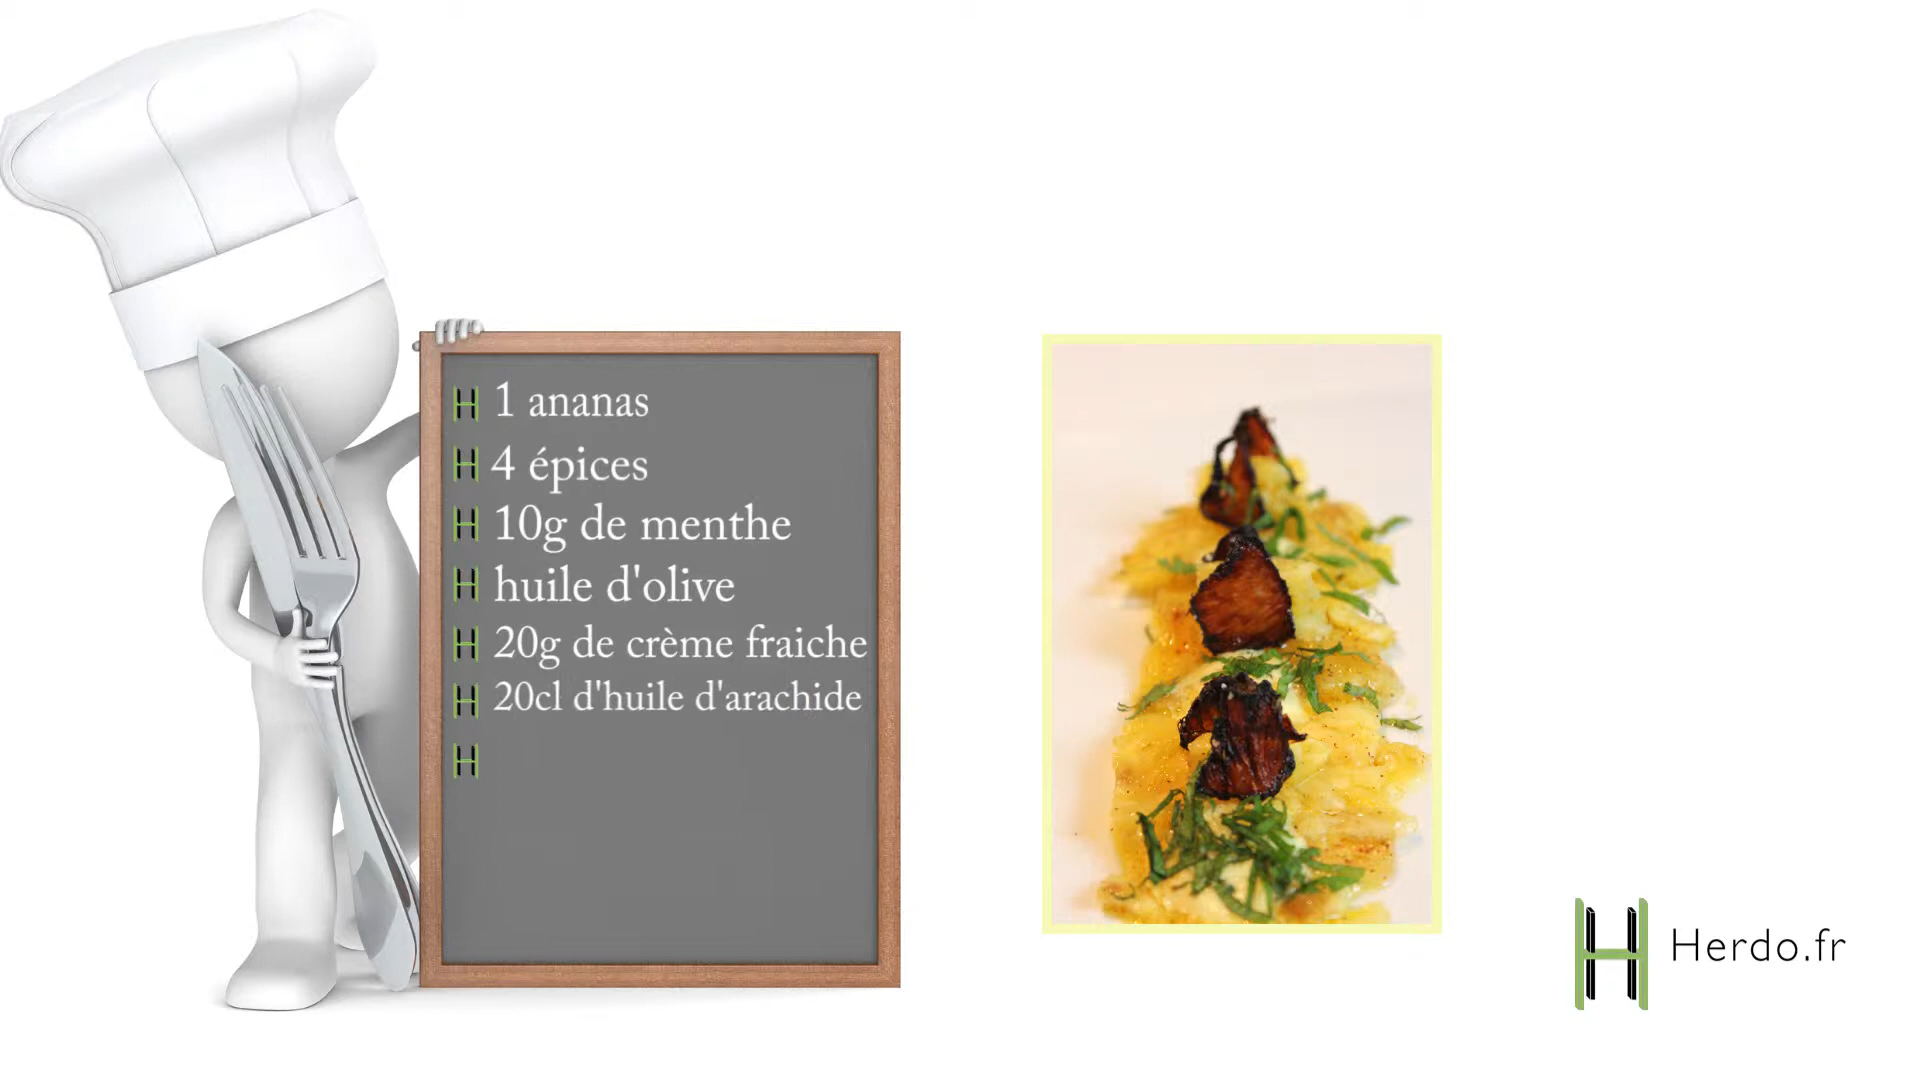 1 ananas
4 épices
10g de menthe
huile d'olive
20g de crème fraiche
20cl d'huile d'arachide
Herdo.fr